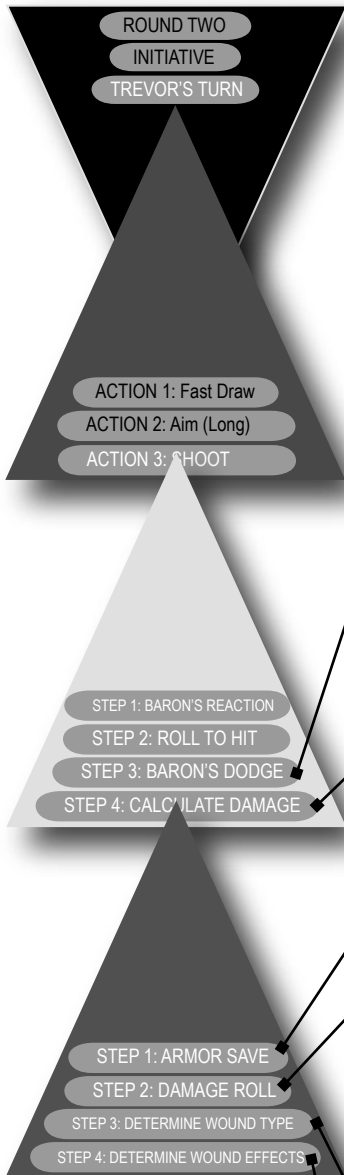 ROUND TWO
INITIATIVE
TREVOR'S TURN
ACTION 1: Fast Draw
ACTION 2: Aim (Long)
ACTION 3: SHOOT
STEP 1: BARON'S REACTION
STEP 2: ROLL TO HIT
STEP 3: BARON'S DODGE
STEP 4: CALCULATE DAMAGE
STEP 1: ARMOR SAVE
STEP 2: DAMAGE ROLL
STEP 3: DETERMINE WOUND TYPE
STEP 4: DETERMINE WOUND EFFECTS